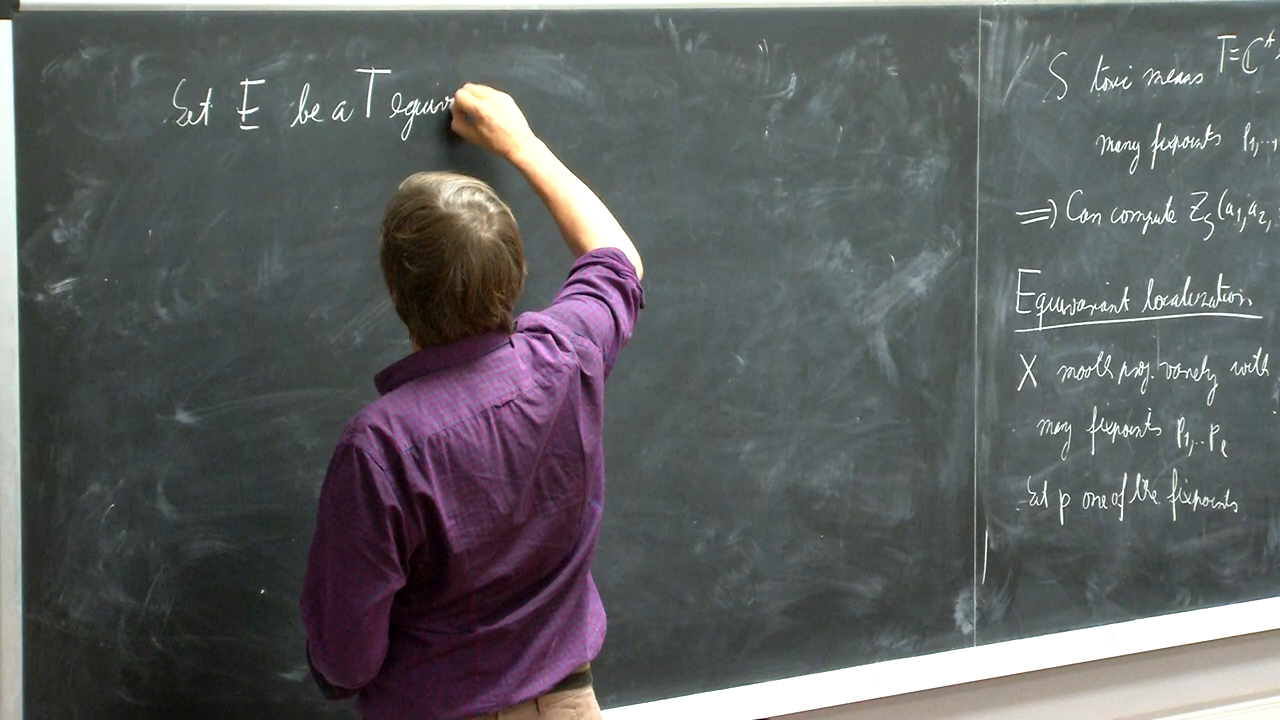 Let E be a T equiv
S toric means T=C*
many fixpoints p1,...
=> Can compute ZS(a1,a2,
Equivariant localization
X smooth proj. variety with
many fixpoints p1,..pe
Let p one of the fixpoints